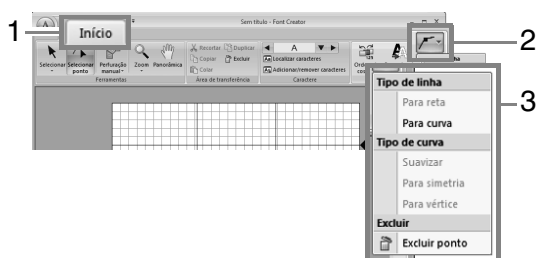 1
Início
Sem título - Font Creator
2
Selecionar
Selecionar ponto
Perfuração manual
Zoom
Panorâmica
Recortar
Duplicar
Copiar
Excluir
Colar
A
Localizar caracteres
Adicionar/remover caracteres
Ferramentas
Área de transferência
Caractere
3
Tipo de linha
Para reta
Para curva
Tipo de curva
Suavizar
Para simetria
Para vértice
Excluir
Excluir ponto